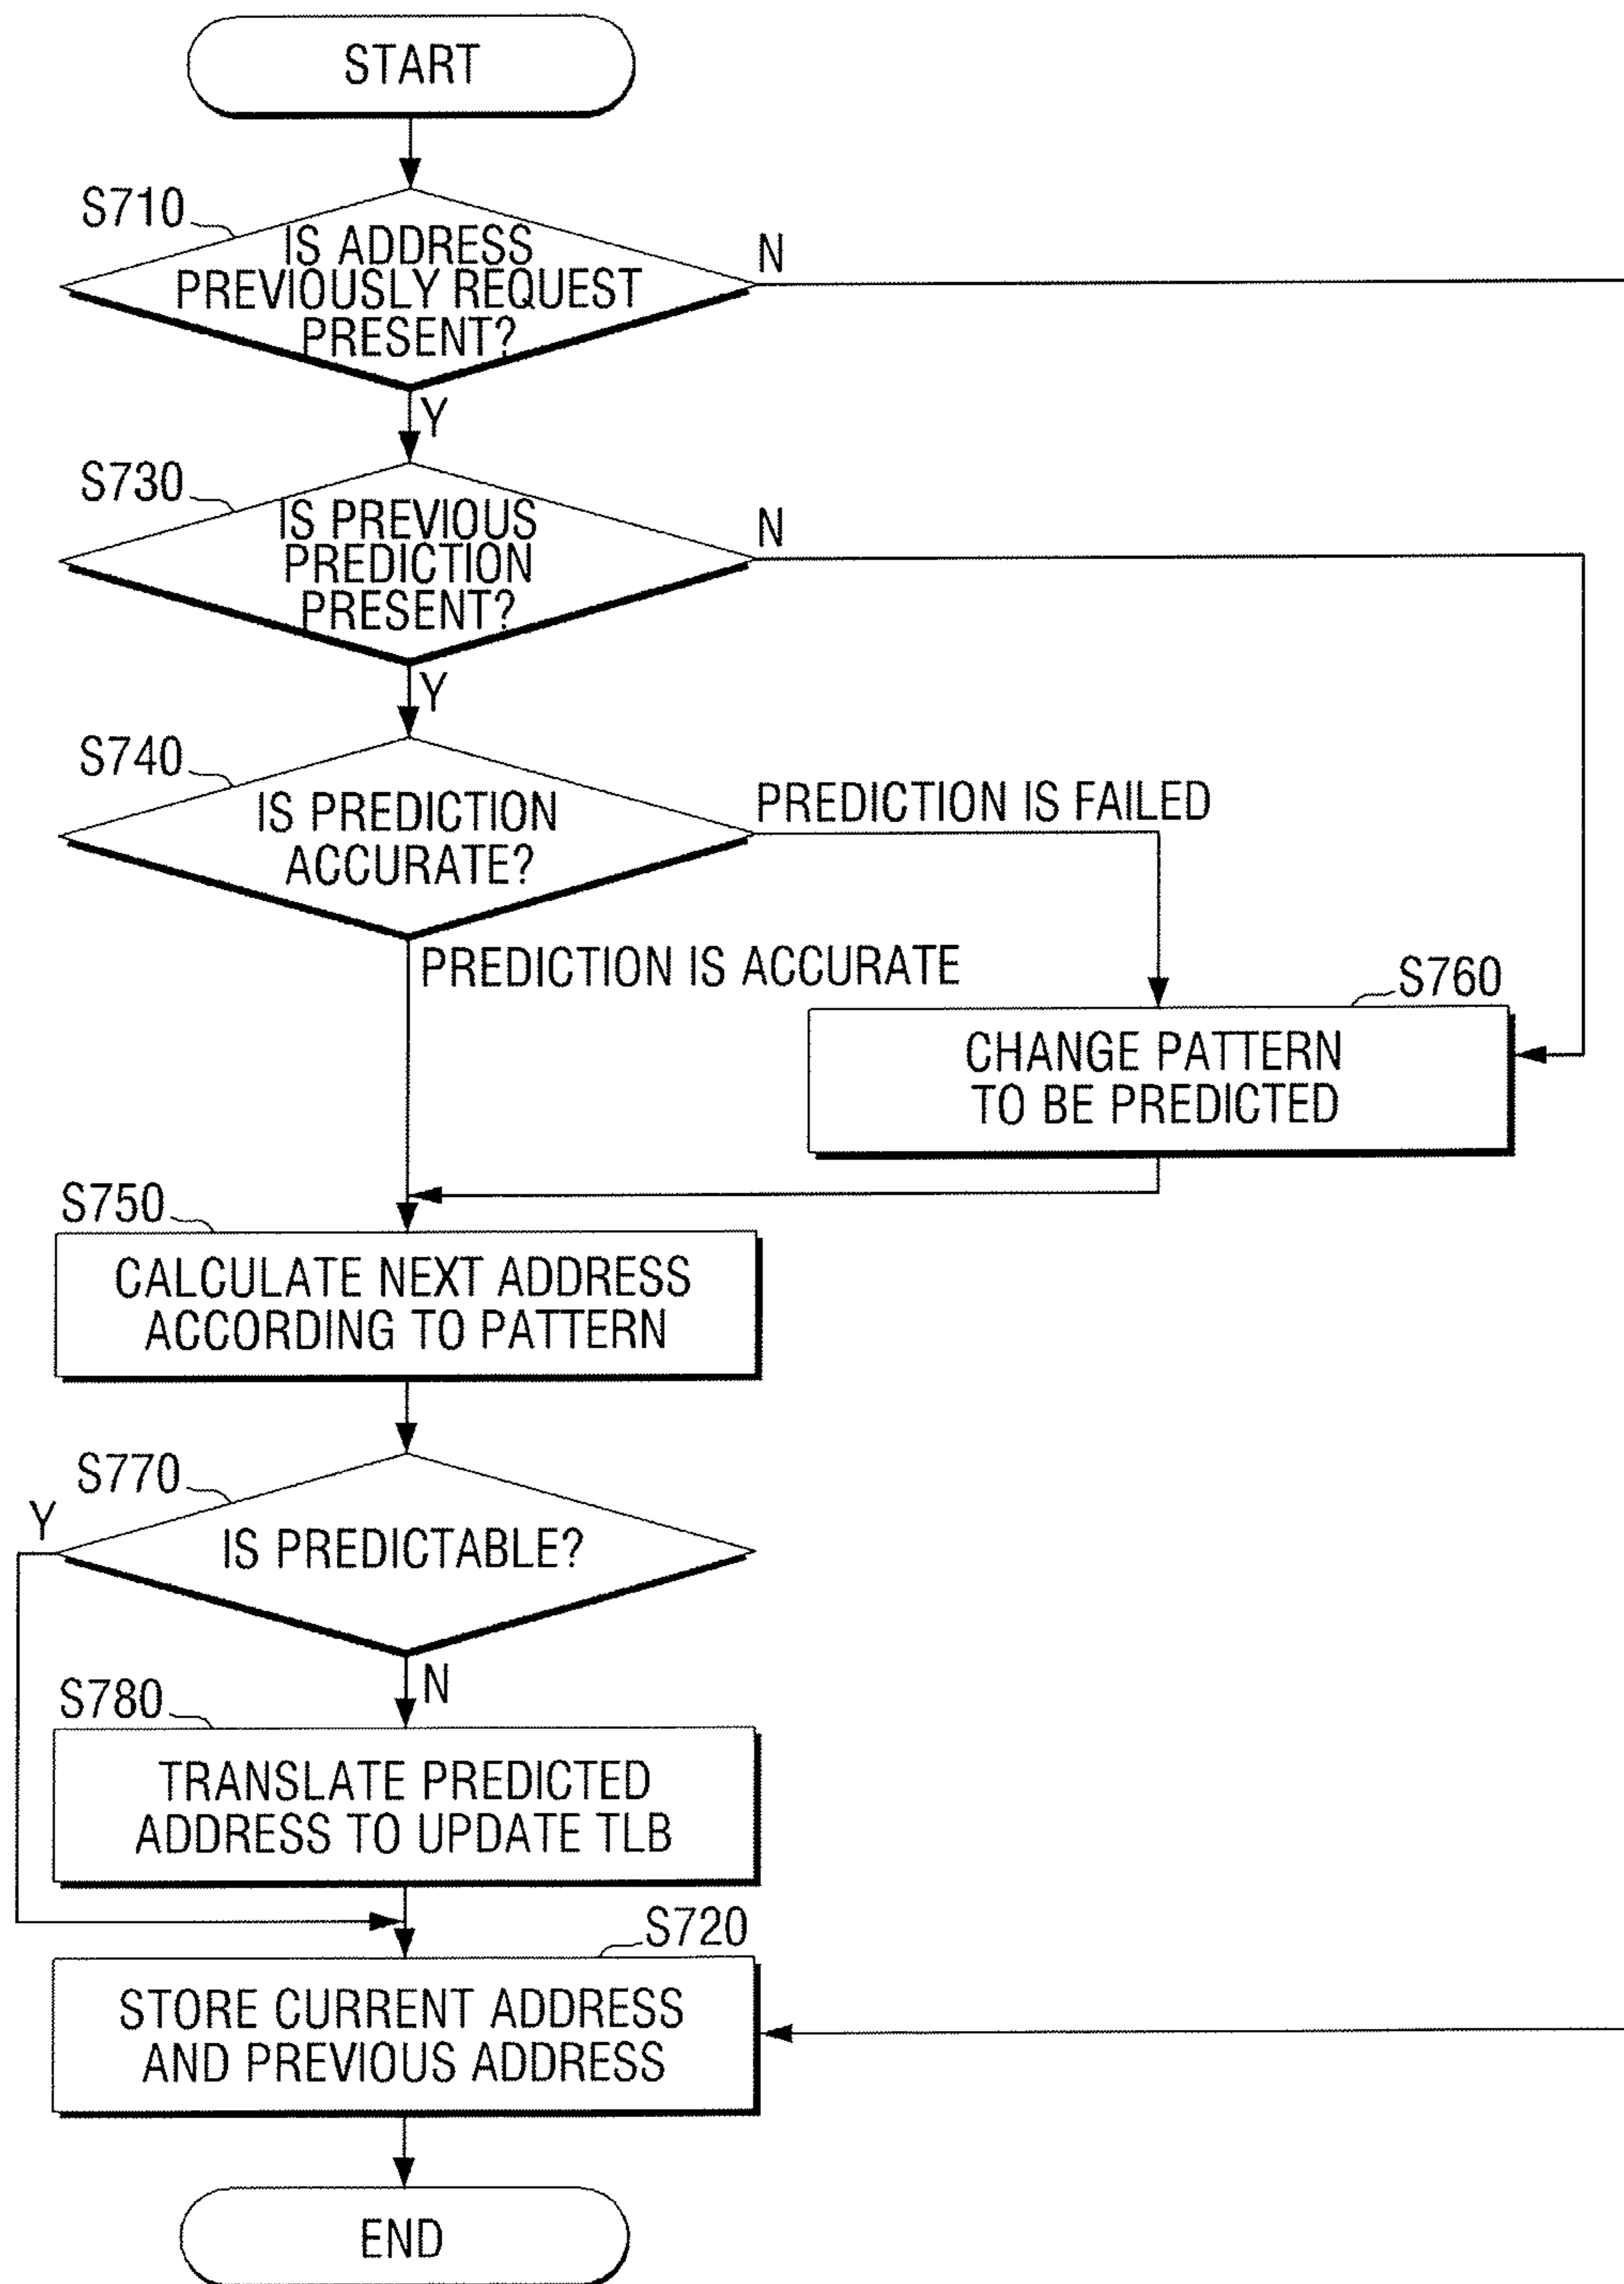 START
S710
IS ADDRESS
PREVIOUSLY REQUEST
PRESENT?
N
Y
S730
IS PREVIOUS
PREDICTION
PRESENT?
N
Y
S740
IS PREDICTION
ACCURATE?
PREDICTION IS FAILED
PREDICTION IS ACCURATE
S760
CHANGE PATTERN
TO BE PREDICTED
S750
CALCULATE NEXT ADDRESS
ACCORDING TO PATTERN
S770
Y
IS PREDICTABLE?
N
S780
TRANSLATE PREDICTED
ADDRESS TO UPDATE TLB
S720
STORE CURRENT ADDRESS
AND PREVIOUS ADDRESS
END